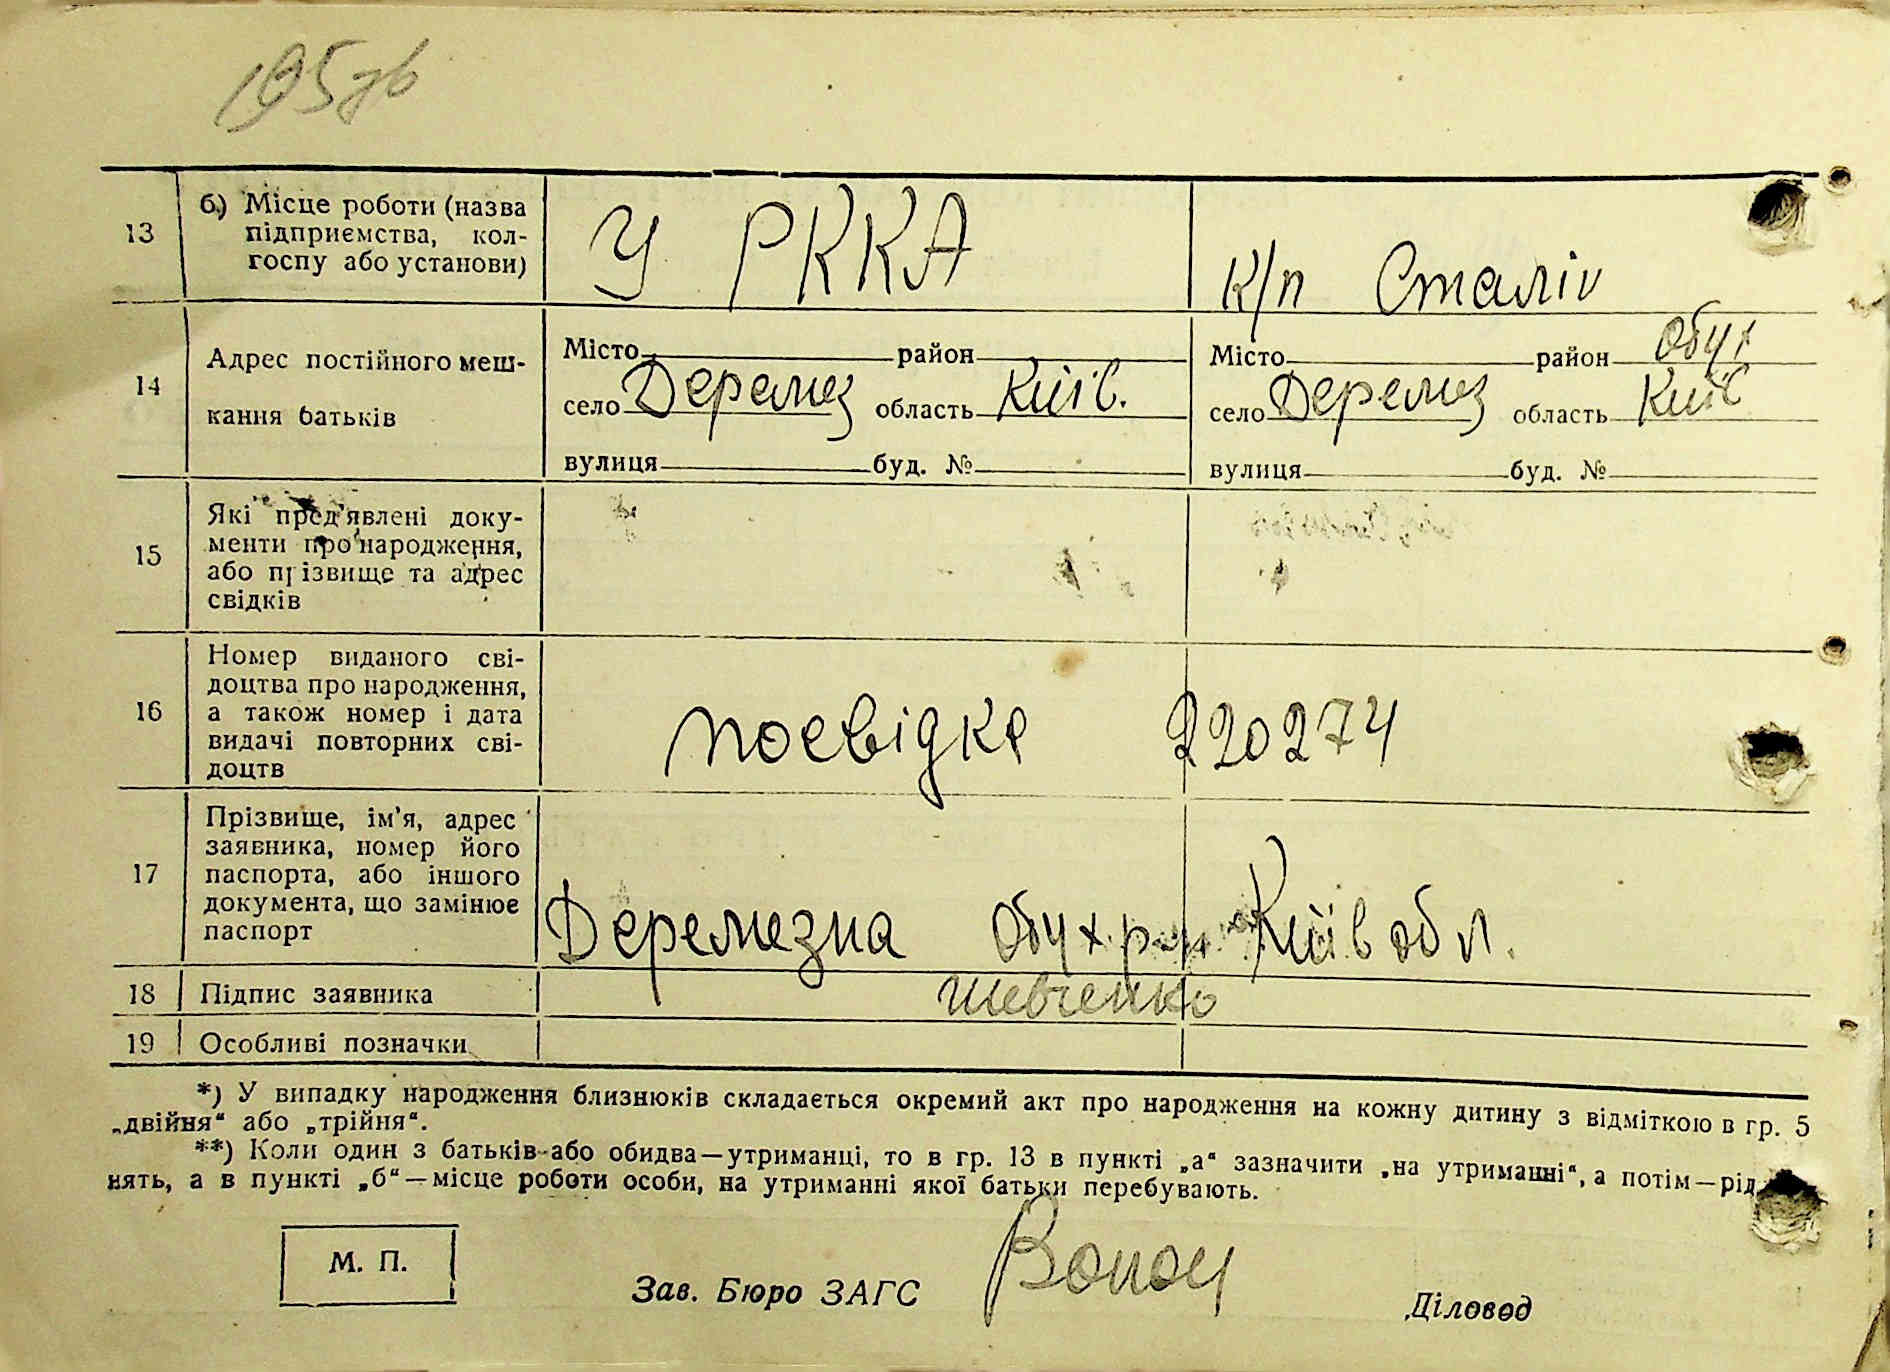 195зв
13
б) Місце роботи (назва
підприємства, кол-
госпу або установи)
У РККА
к/п Сталін
14
Адрес постійного меш-
кання батьків
Місто район
село Деремез область Київ.
вулиця буд. №
Місто район Обух
село Деремез область Київ
вулиця буд. №
15
Які пред'явлені доку-
менти про народження,
або прізвище та адрес
свідків
16
Номер виданого сві-
доцтва про народження,
а також номер і дата
видачі повторних сві-
доцтв
посвідка 220274
17
Прізвище, ім'я, адрес
заявника, номер його
паспорта, або іншого
документа, що замінює
паспорт
Деремезна Обух р-н Київ обл.
18
Підпис заявника
Шевченко
19
Особливі позначки
*) У випадку народження близнюків складається окремий акт про народження на кожну дитину з відміткою в гр. 5
„двійня“ або „трійня“.
**) Коли один з батьків або обидва—утриманці, то в гр. 13 в пункті „а“ зазначити „на утриманні“, а потім—рід
нять, а в пункті „б“—місце роботи особи, на утриманні якої батьки перебувають.
М. П.
Зав. Бюро ЗАГС
Діловод